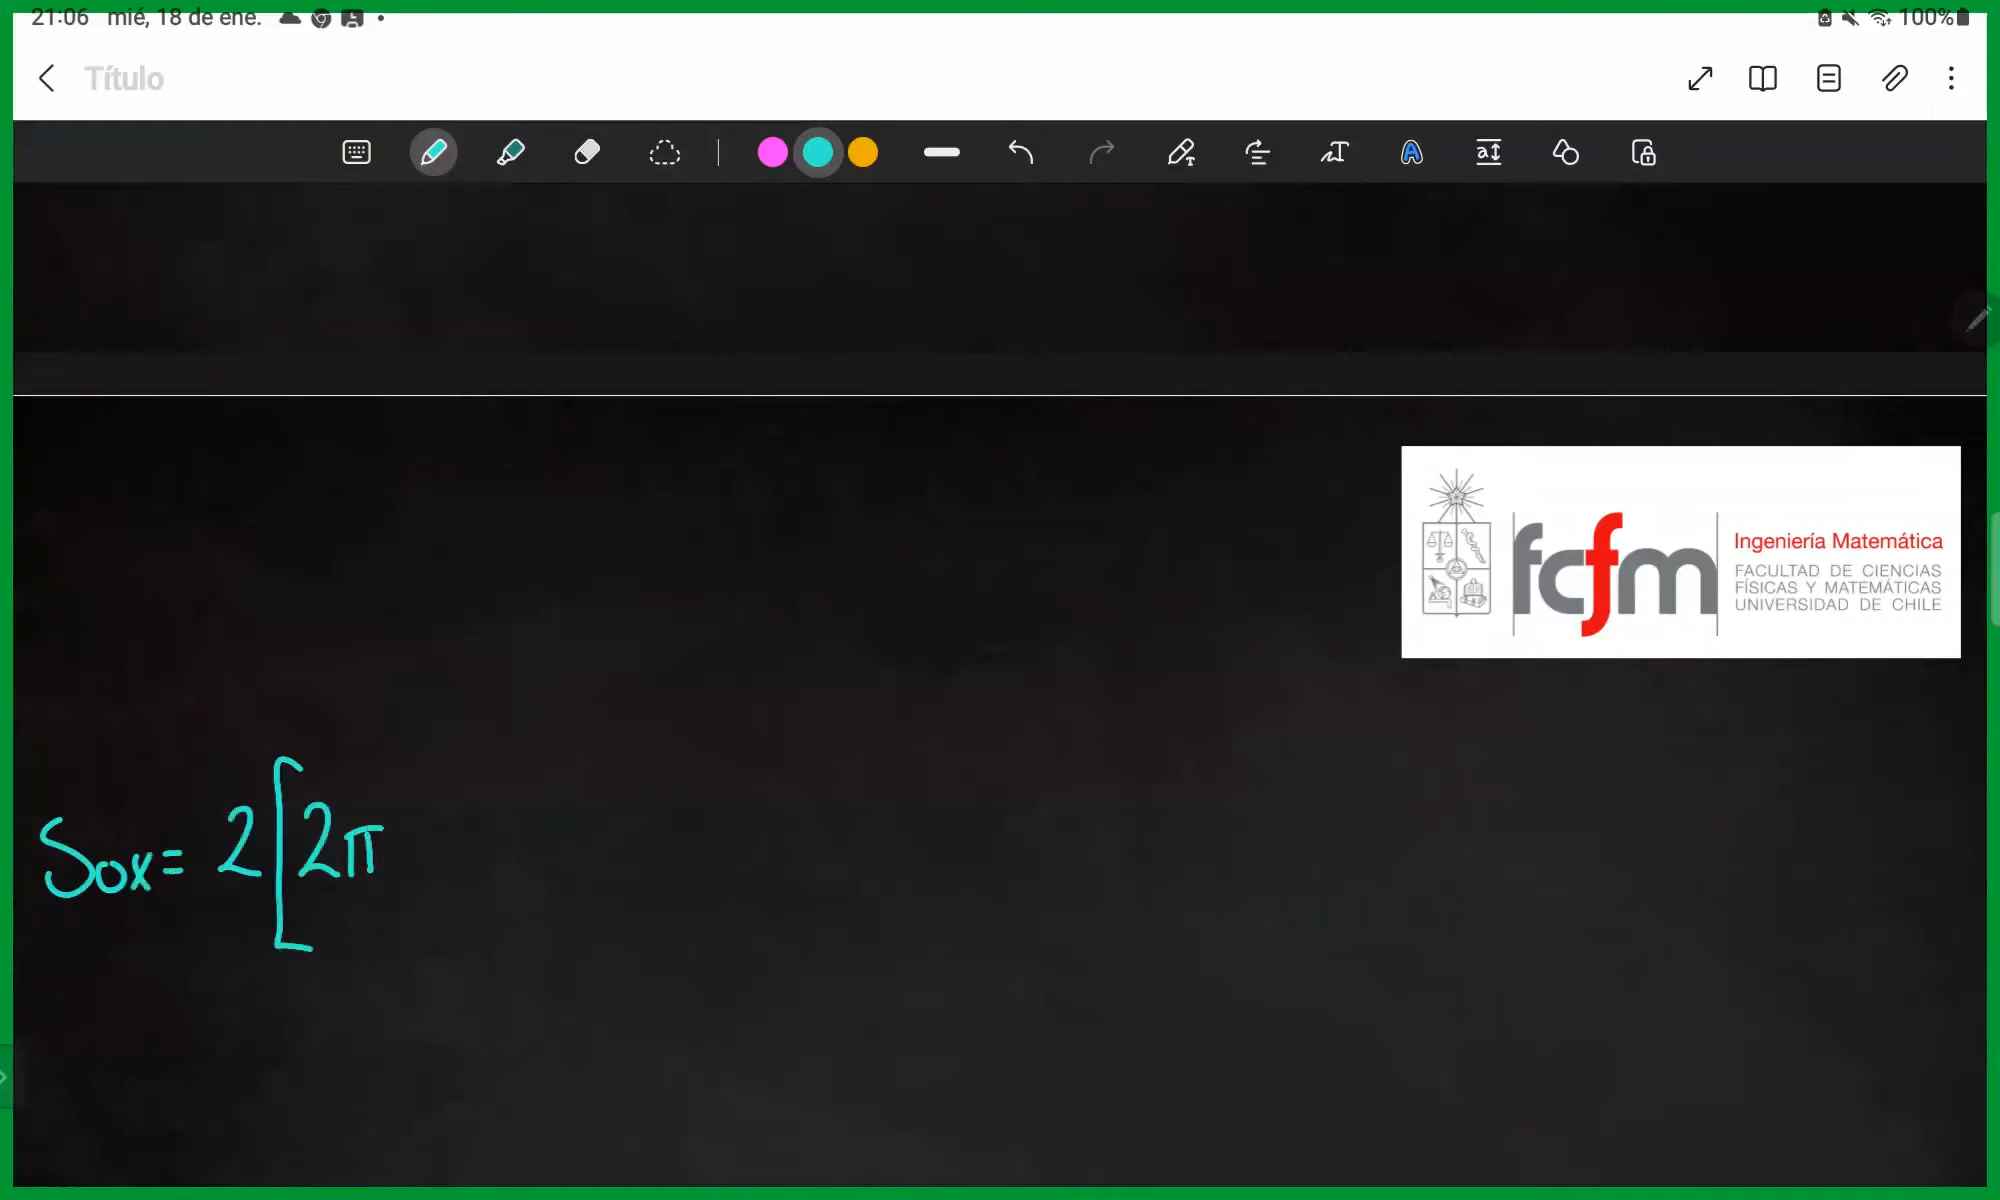 21:06 mié, 18 de ene. 100%
Título
fcfm
Ingeniería Matemática
FACULTAD DE CIENCIAS
FÍSICAS Y MATEMÁTICAS
UNIVERSIDAD DE CHILE
Sox= 2[2π